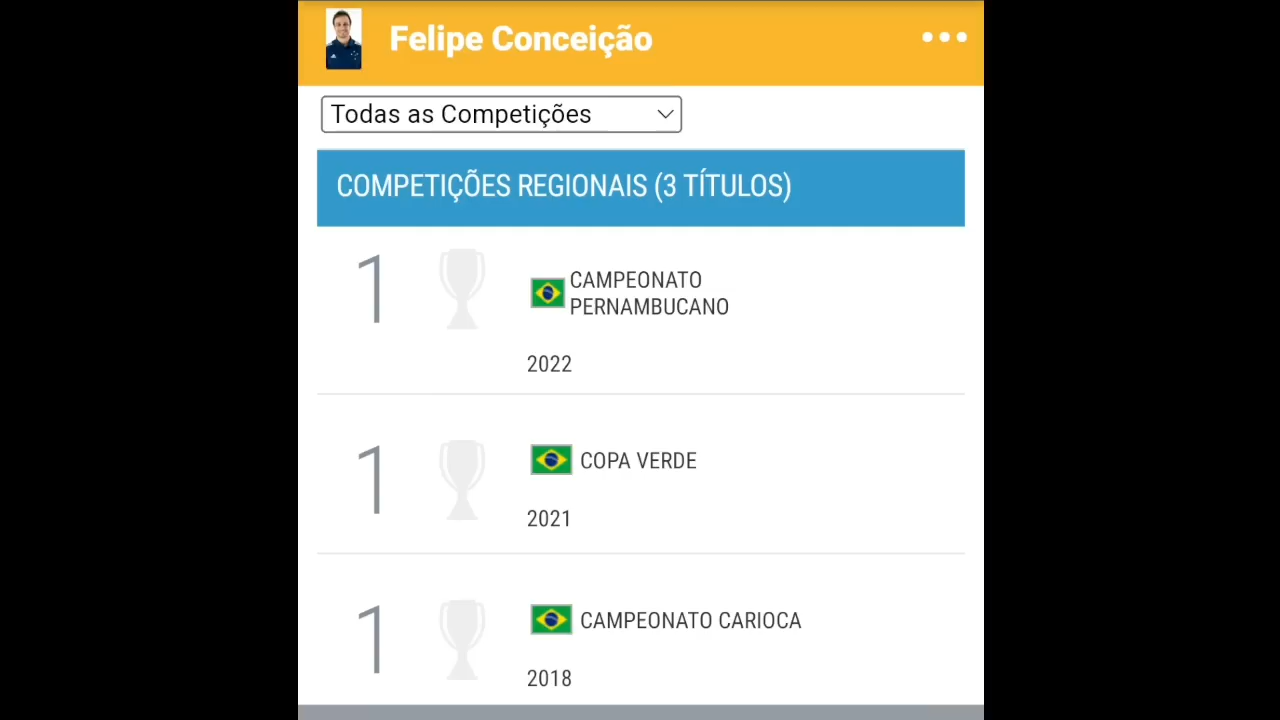 Felipe Conceição
Todas as Competições
COMPETIÇÕES REGIONAIS (3 TÍTULOS)
1
CAMPEONATO
PERNAMBUCANO
2022
1
COPA VERDE
2021
1
CAMPEONATO CARIOCA
2018